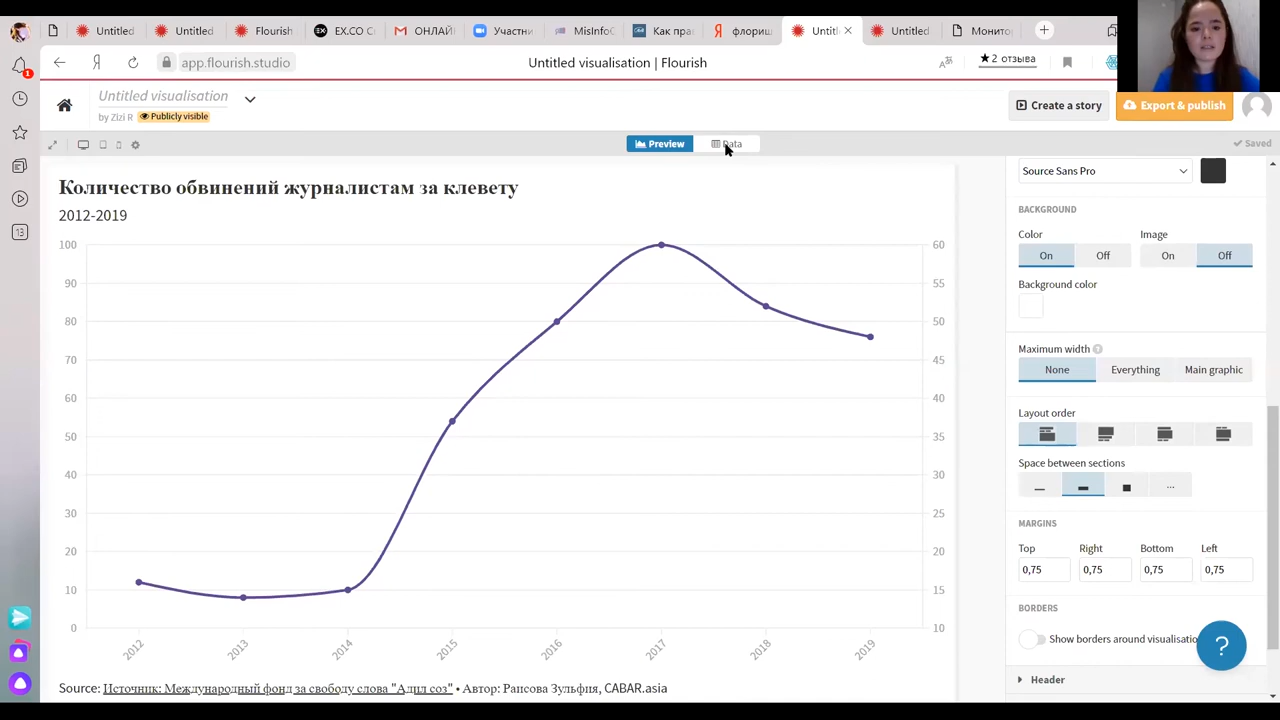 Untitled
Untitled
Flourish
EX.CO Co
ОНЛАЙ
Участни
MisInfoC
Как пра
флориш
Untitl
Untitled
Монито
app.flourish.studio
Untitled visualisation | Flourish
★2 отзыва
1
13
Untitled visualisation
by Zizi R
Publicly visible
Create a story
Export & publish
Preview
Data
Saved
Количество обвинений журналистам за клевету
2012-2019
100 60
90 55
80 50
70 45
60 40
50 35
40 30
30 25
20 20
10 15
0 10
2012 2013 2014 2015 2016 2017 2018 2019
Source: Источник: Международный фонд за свободу слова "Адил соз" • Автор: Раисова Зульфия, CABAR.asia
Source Sans Pro
BACKGROUND
Color Image
On Off On Off
Background color
Maximum width ?
None Everything Main graphic
Layout order
Space between sections
...
MARGINS
Top Right Bottom Left
0,75 0,75 0,75 0,75
BORDERS
Show borders around visualisatio
?
Header